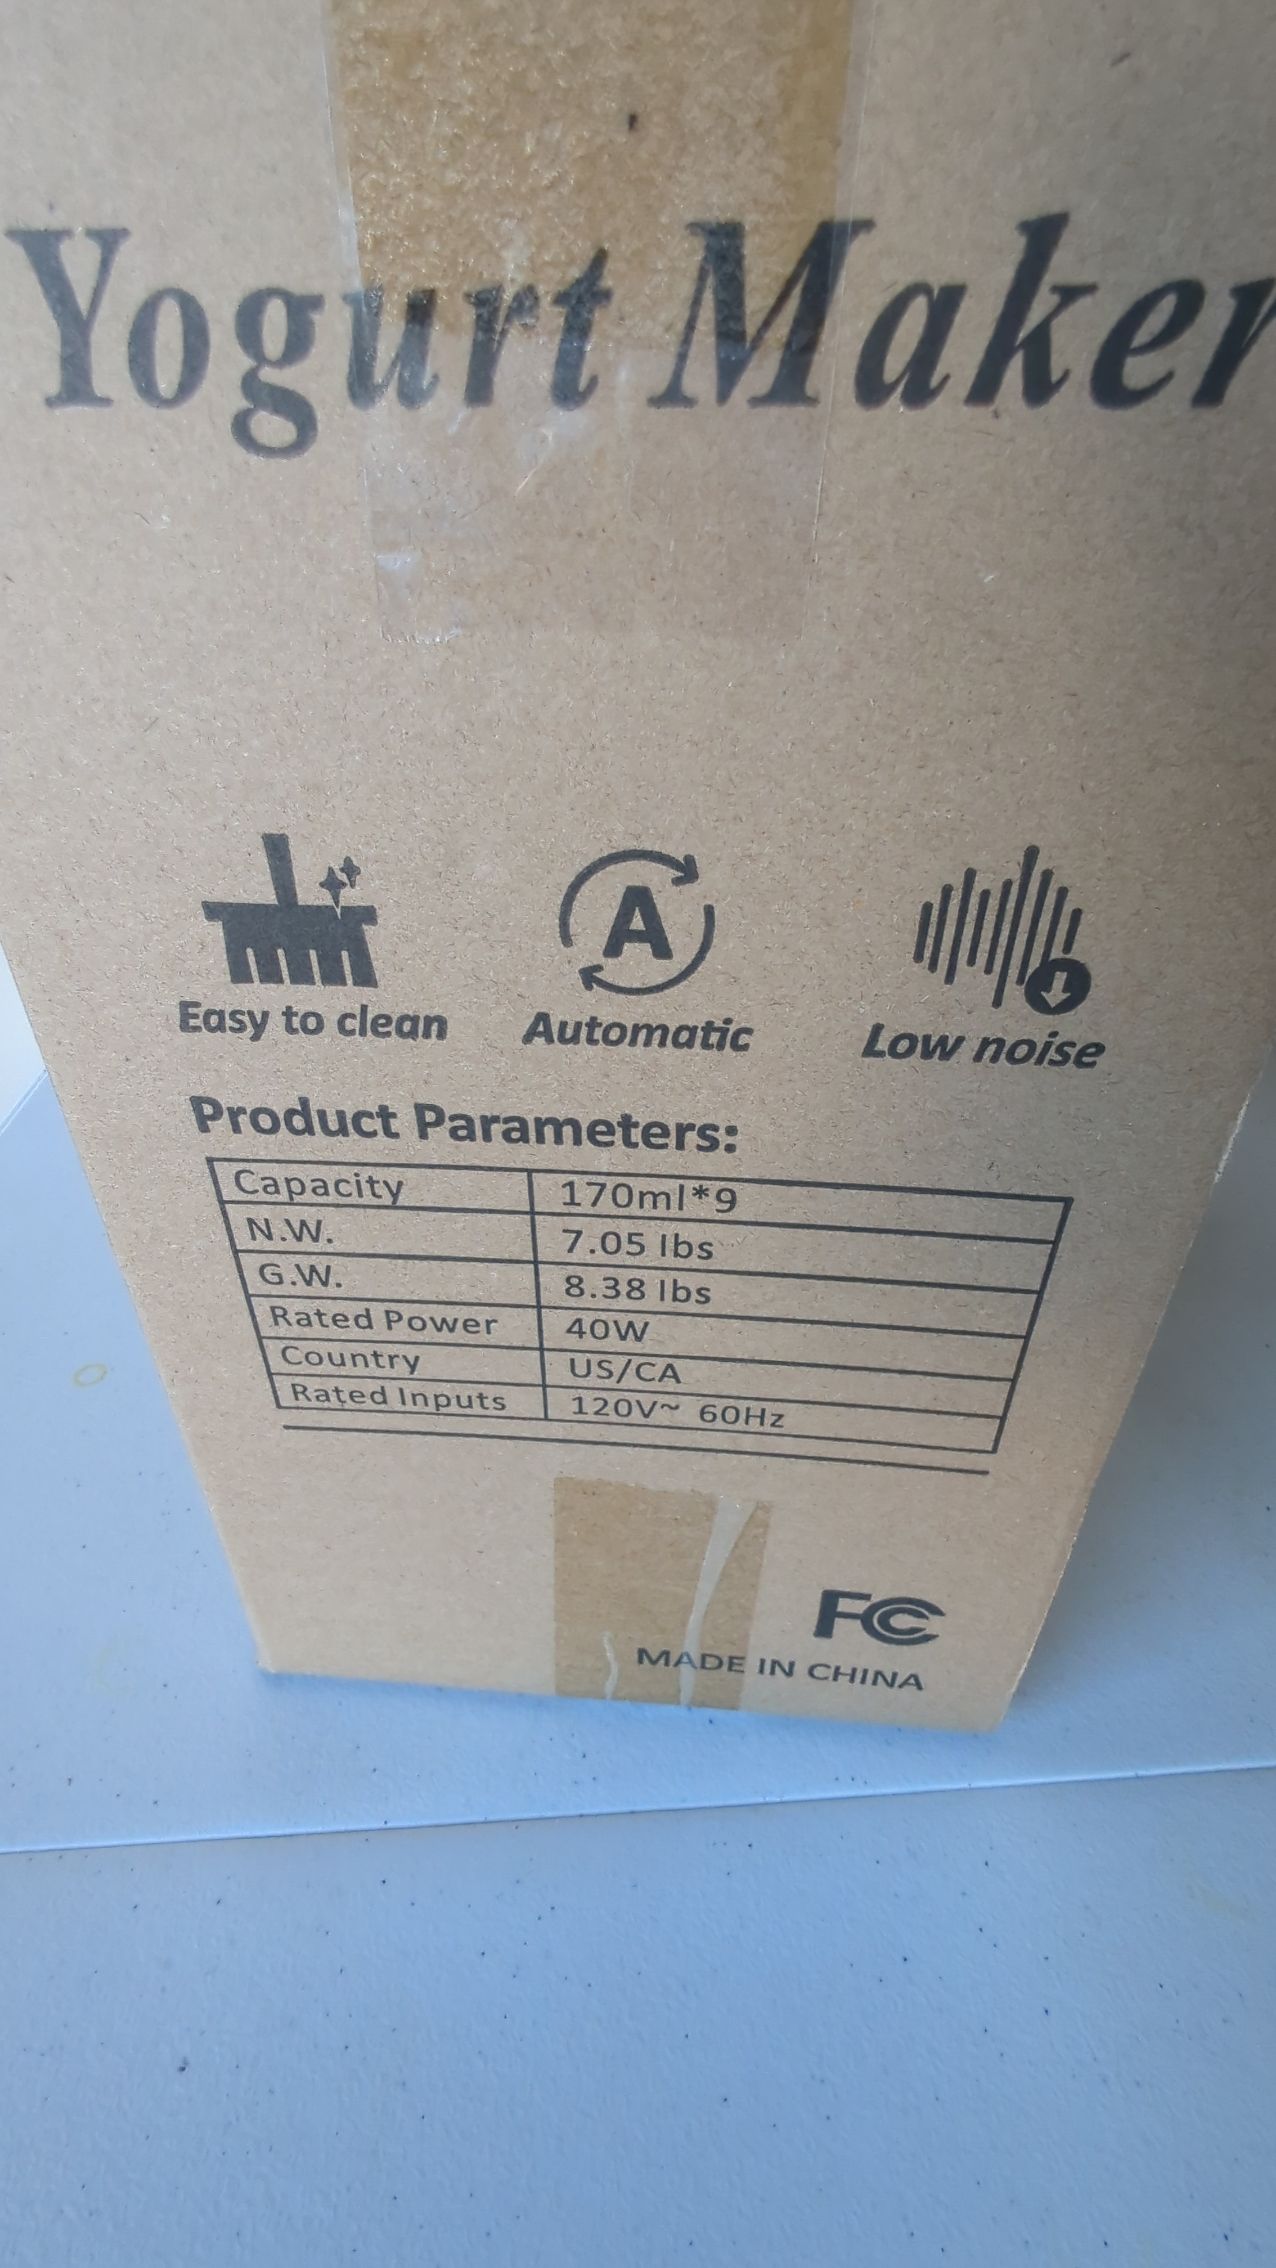 Yogurt Maker
Easy to clean
Automatic
Low noise
Product Parameters:
Capacity 170ml*9
N.W. 7.05 lbs
G.W. 8.38 lbs
Rated Power 40W
Country US/CA
Rated Inputs 120V~ 60Hz
FC
MADE IN CHINA